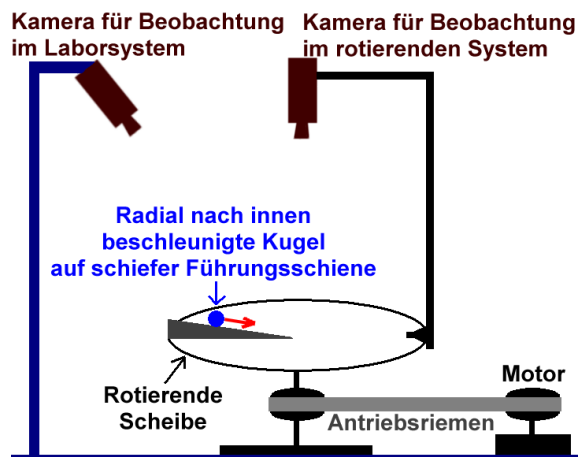 Kamera für Beobachtung
im Laborsystem
Kamera für Beobachtung
im rotierenden System
Radial nach innen
beschleunigte Kugel
auf schiefer Führungsschiene
Rotierende
Scheibe
Motor
Antriebsriemen